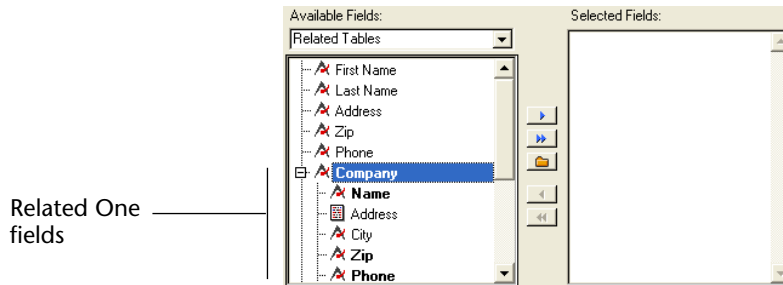 Available Fields:
Selected Fields:
Related Tables
First Name
Last Name
Address
Zip
Phone
Company
Name
Address
City
Zip
Phone
Related One
fields